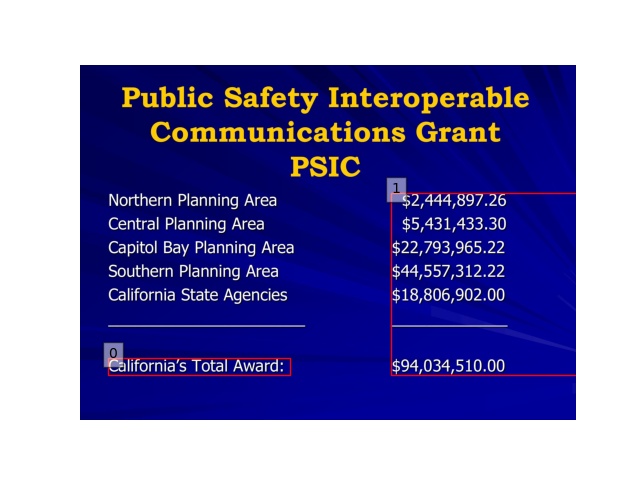 Public Safety Interoperable
Communications Grant
PSIC
1
Northern Planning Area $2,444,897.26
Central Planning Area $5,431,433.30
Capitol Bay Planning Area $22,793,965.22
Southern Planning Area $44,557,312.22
California State Agencies $18,806,902.00
0
California's Total Award: $94,034,510.00